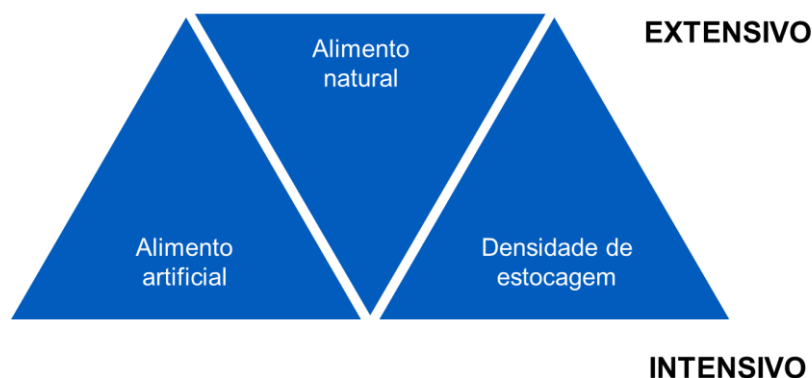 EXTENSIVO
Alimento
natural
Alimento
artificial
Densidade de
estocagem
INTENSIVO